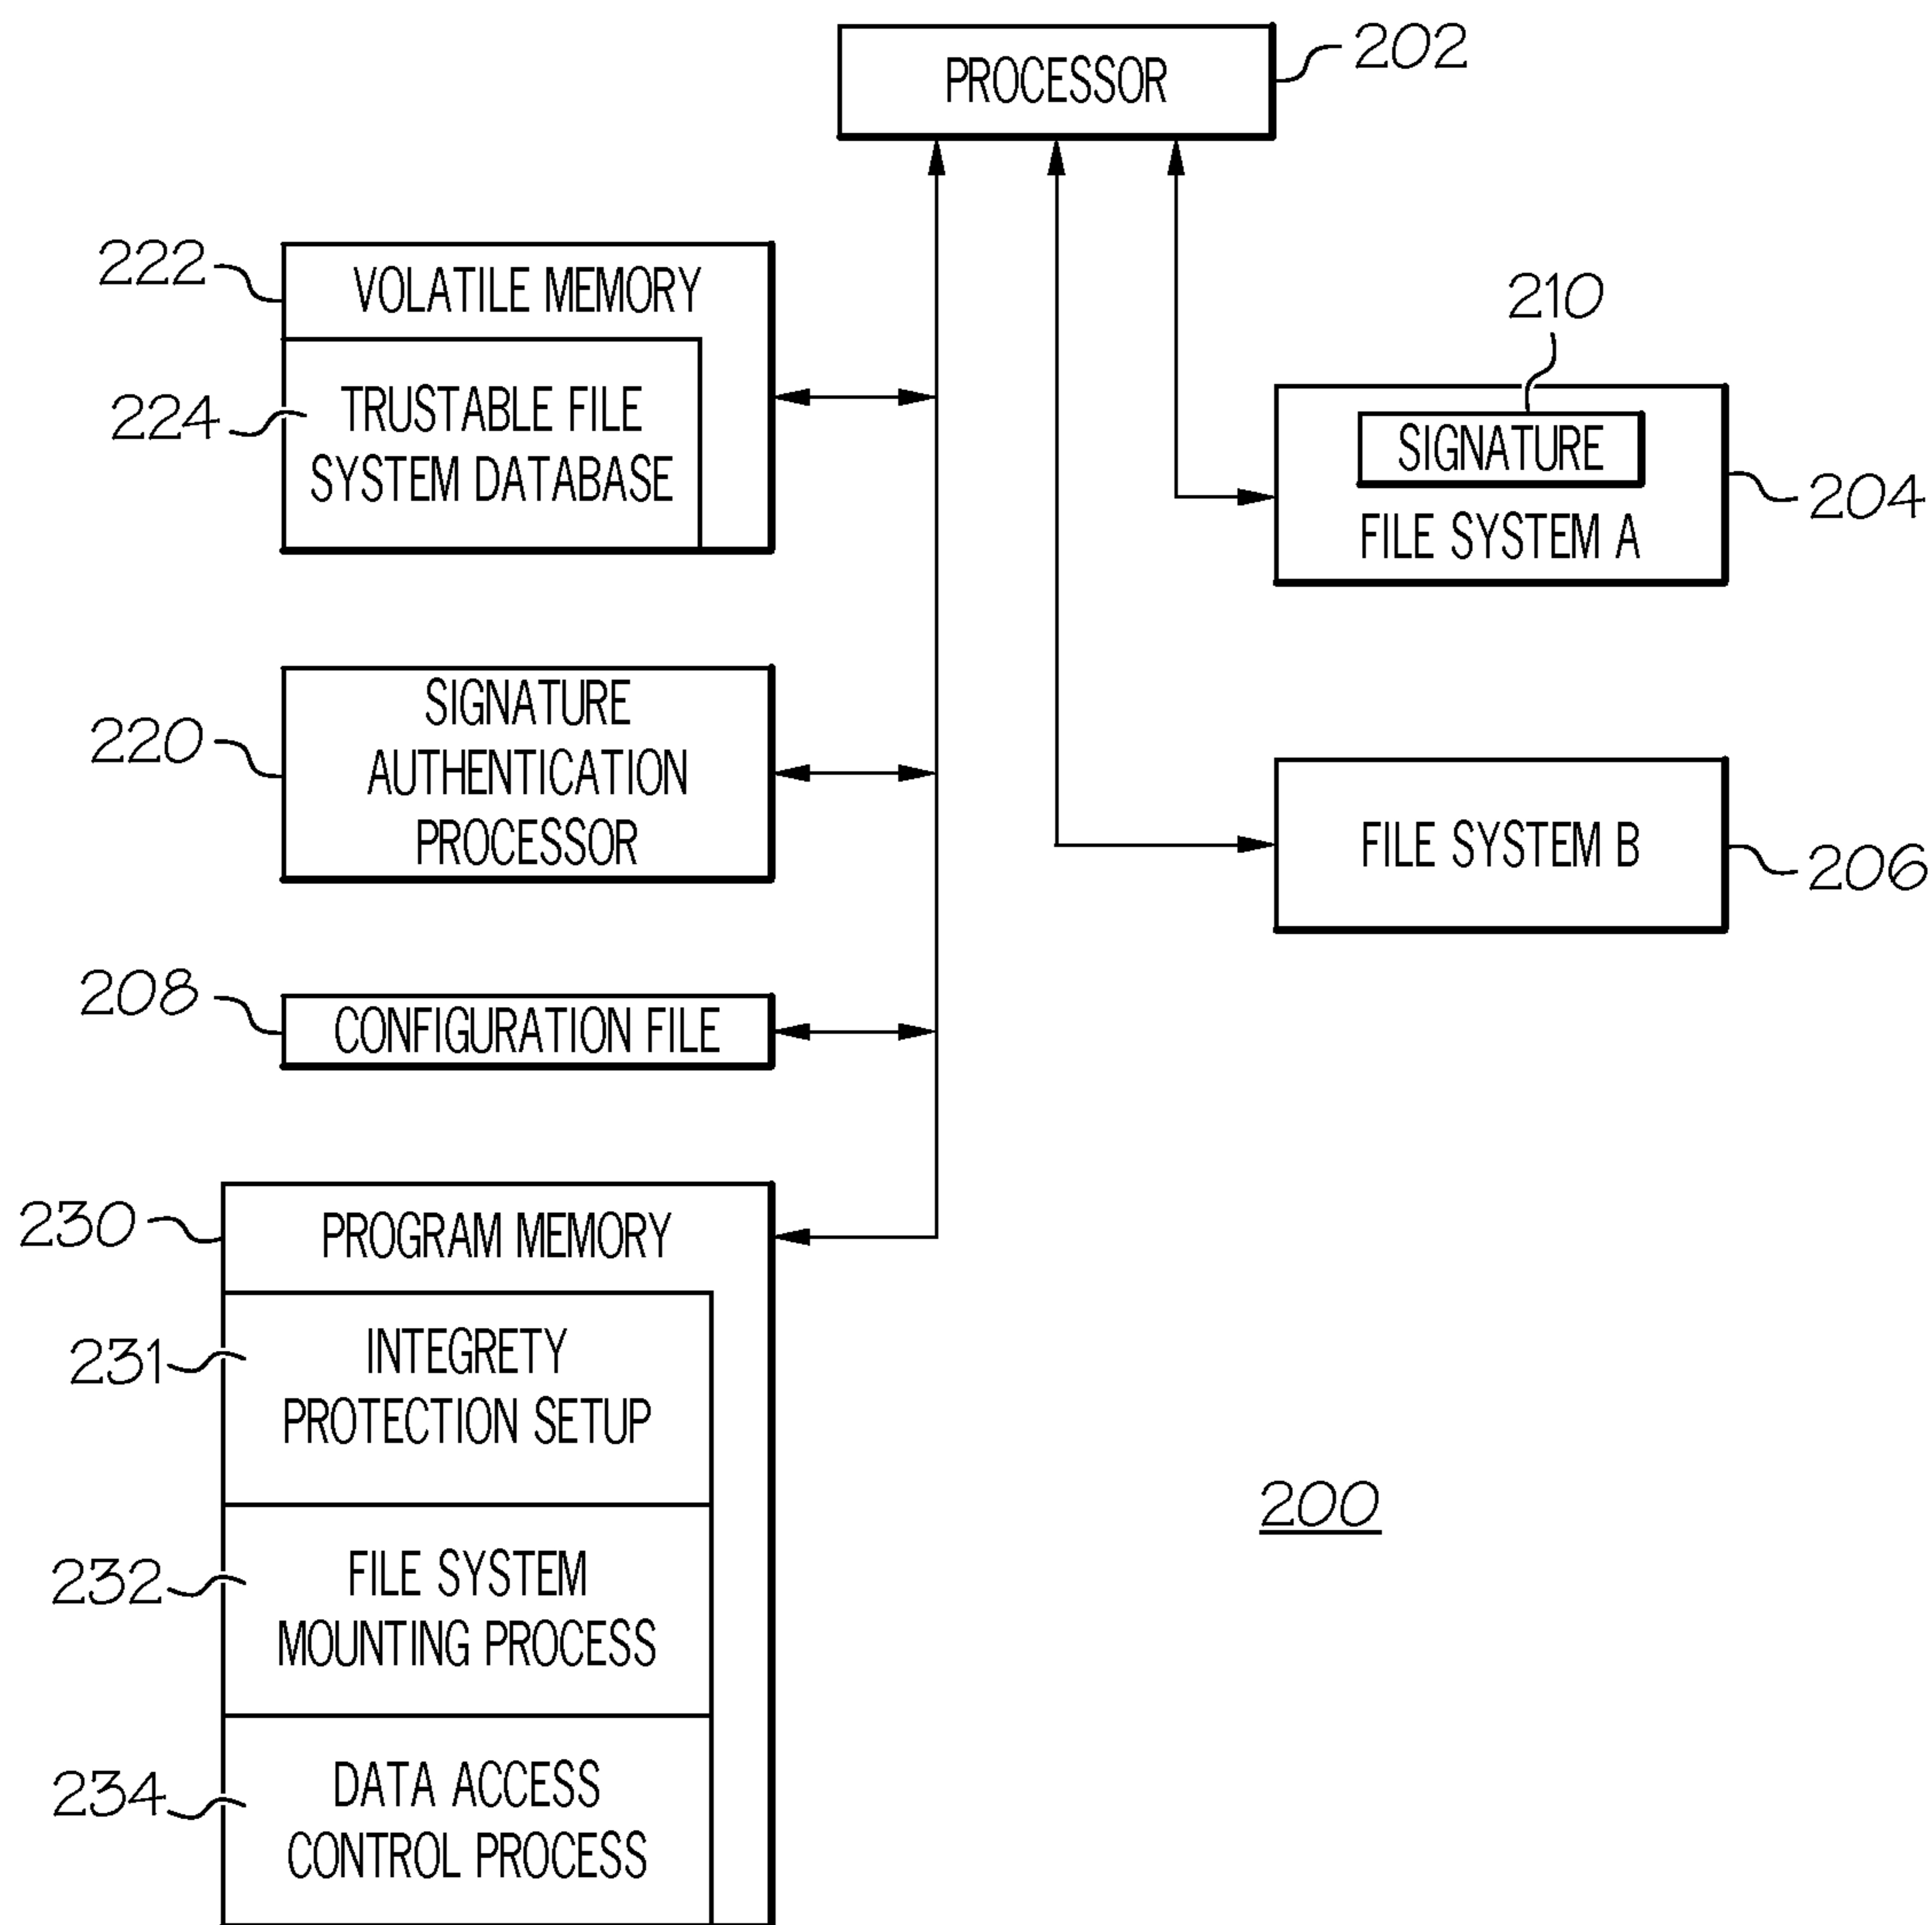 PROCESSOR
202
222
VOLATILE MEMORY
224
TRUSTABLE FILE
SYSTEM DATABASE
210
SIGNATURE
FILE SYSTEM A
204
220
SIGNATURE
AUTHENTICATION
PROCESSOR
FILE SYSTEM B
206
208
CONFIGURATION FILE
230
PROGRAM MEMORY
231
INTEGRETY
PROTECTION SETUP
232
FILE SYSTEM
MOUNTING PROCESS
234
DATA ACCESS
CONTROL PROCESS
200